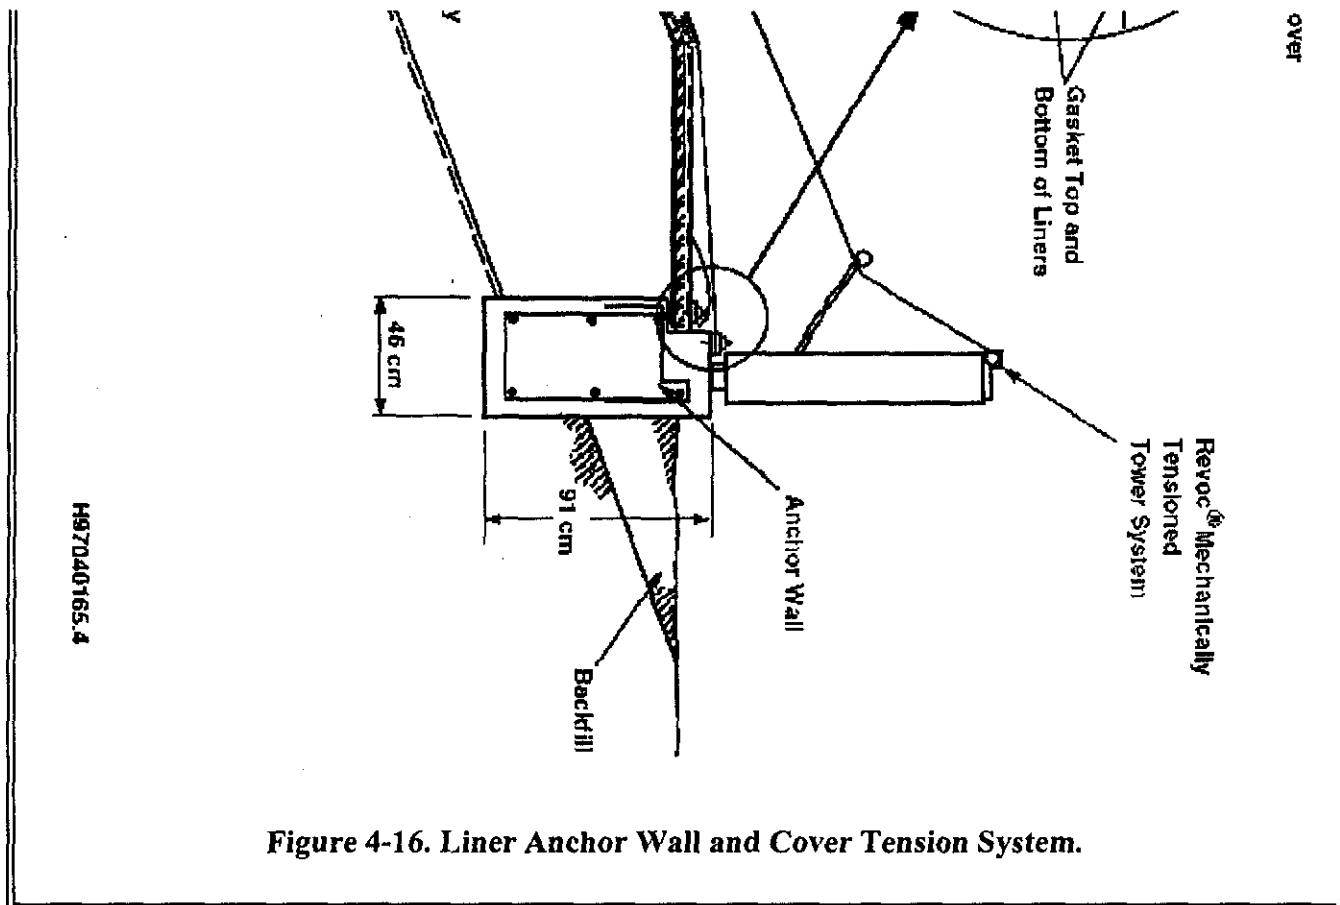 over
Gasket Top and
Bottom of Liners
Revoc® Mechanically
Tensioned
Tower System
Anchor Wall
91 cm
46 cm
Backfill
y
H97040165.4
Figure 4-16. Liner Anchor Wall and Cover Tension System.